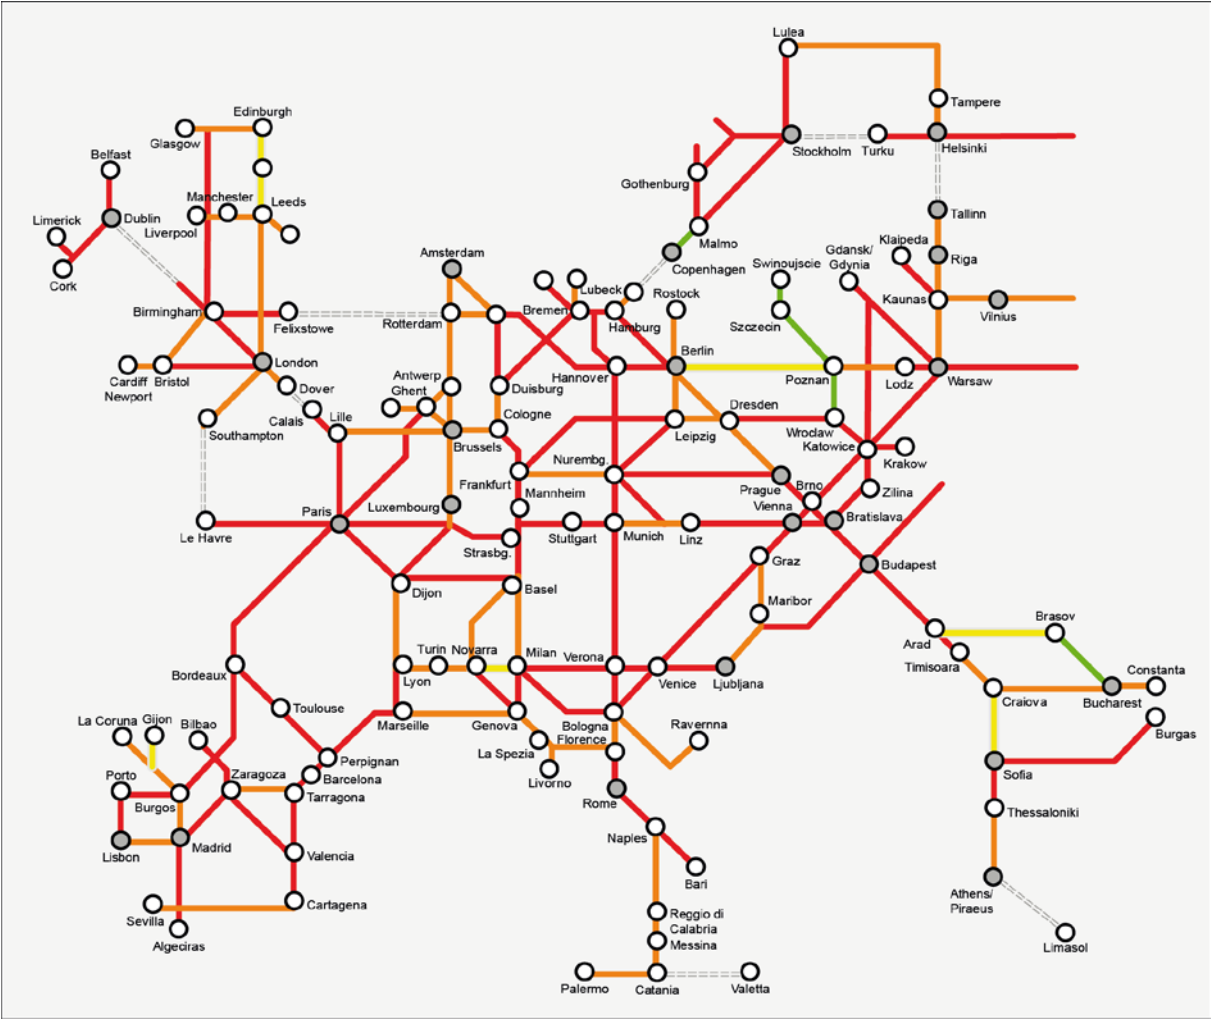 Lulea
Tampere
Edinburgh
Glasgow
Stockholm
Turku
Helsinki
Belfast
Gothenburg
Manchester
Leeds
Limerick
Dublin
Liverpool
Tallinn
Malmo
Klaipeda
Cork
Amsterdam
Copenhagen
Swinoujscie
Gdansk/
Gdynia
Riga
Lubeck
Rostock
Birmingham
Felixstowe
Rotterdam
Bremen
Hamburg
Szczecin
Kaunas
Vilnius
London
Berlin
Cardiff
Newport
Bristol
Dover
Antwerp
Ghent
Duisburg
Hannover
Poznan
Lodz
Warsaw
Calais
Lille
Cologne
Dresden
Southampton
Brussels
Leipzig
Wroclaw
Katowice
Krakow
Nurembg.
Frankfurt
Mannheim
Prague
Brno
Zilina
Luxembourg
Vienna
Paris
Bratislava
Le Havre
Strasbg.
Stuttgart
Munich
Linz
Graz
Budapest
Dijon
Basel
Maribor
Brasov
Arad
Turin
Novarra
Milan
Verona
Timisoara
Bordeaux
Lyon
Venice
Ljubljana
Constanta
Craiova
Bucharest
Toulouse
La Coruna
Gijon
Bilbao
Marseille
Genova
Bologna
Florence
Ravernna
Burgas
La Spezia
Perpignan
Porto
Zaragoza
Barcelona
Livorno
Sofia
Burgos
Tarragona
Rome
Thessaloniki
Lisbon
Madrid
Valencia
Naples
Bari
Athens/
Piraeus
Sevilla
Cartagena
Reggio di
Calabria
Algeciras
Messina
Limasol
Palermo
Catania
Valetta